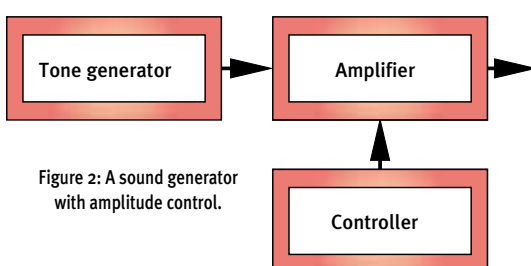 Tone generator
Amplifier
Figure 2: A sound generator
with amplitude control.
Controller